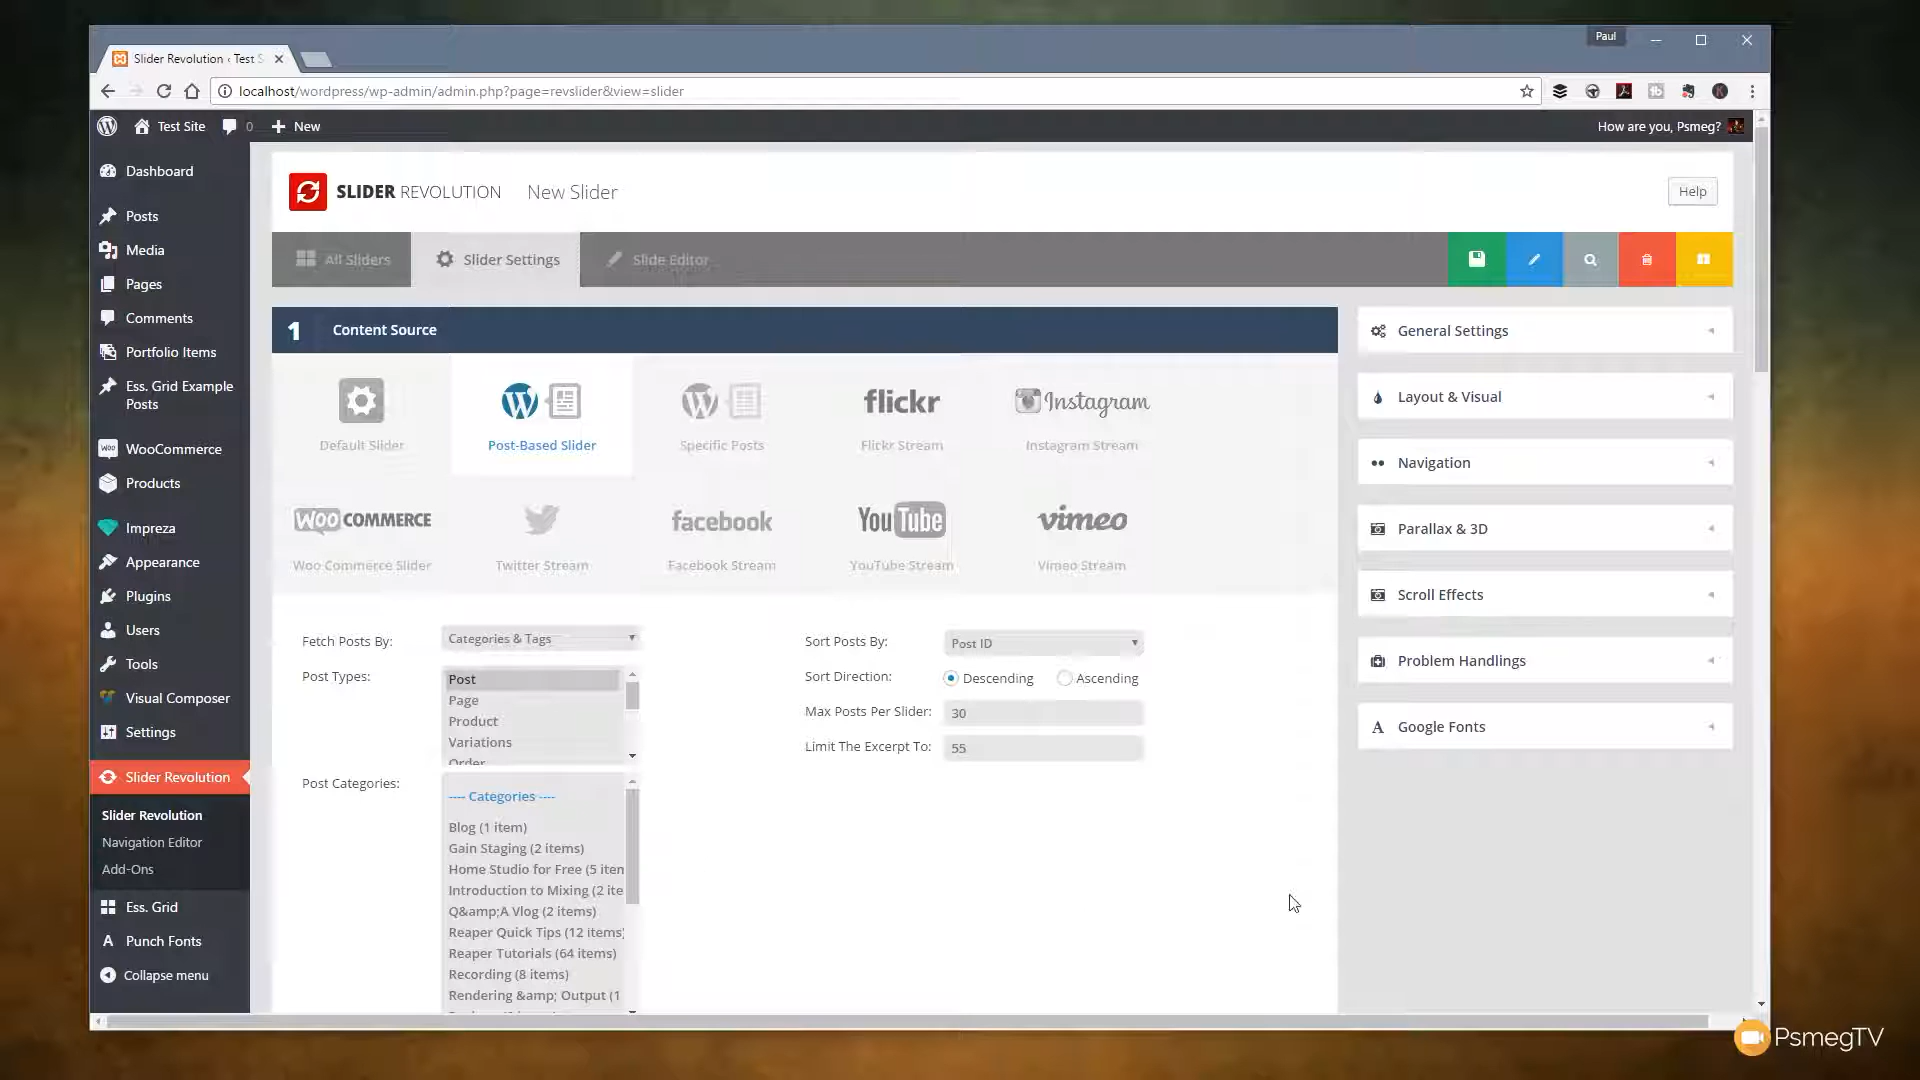 Paul
Slider Revolution ‹ Test S
localhost/wordpress/wp-admin/admin.php?page=revslider&view=slider
Test Site
0
New
How are you, Psmeg?
Dashboard
Posts
Media
Pages
Comments
Portfolio Items
Ess. Grid Example
Posts
WooCommerce
Products
Impreza
Appearance
Plugins
Users
Tools
Visual Composer
Settings
Slider Revolution
Slider Revolution
Navigation Editor
Add-Ons
Ess. Grid
Punch Fonts
Collapse menu
SLIDER REVOLUTION
New Slider
Help
All Sliders
Slider Settings
Slide Editor
1 Content Source
Default Slider
Post-Based Slider
Specific Posts
flickr
Flickr Stream
Instagram
Instagram Stream
WOO COMMERCE
Woo Commerce Slider
Twitter Stream
facebook
Facebook Stream
YouTube
YouTube Stream
vimeo
Vimeo Stream
Fetch Posts By:
Categories & Tags
Post Types:
Post
Page
Product
Variations
Order
Post Categories:
---- Categories ----
Blog (1 item)
Gain Staging (2 items)
Home Studio for Free (5 iten
Introduction to Mixing (2 ite
Q&amp;A Vlog (2 items)
Reaper Quick Tips (12 items)
Reaper Tutorials (64 items)
Recording (8 items)
Rendering &amp; Output (1
Sort Posts By:
Post ID
Sort Direction:
Descending
Ascending
Max Posts Per Slider:
30
Limit The Excerpt To:
55
General Settings
Layout & Visual
Navigation
Parallax & 3D
Scroll Effects
Problem Handlings
Google Fonts
PsmegTV